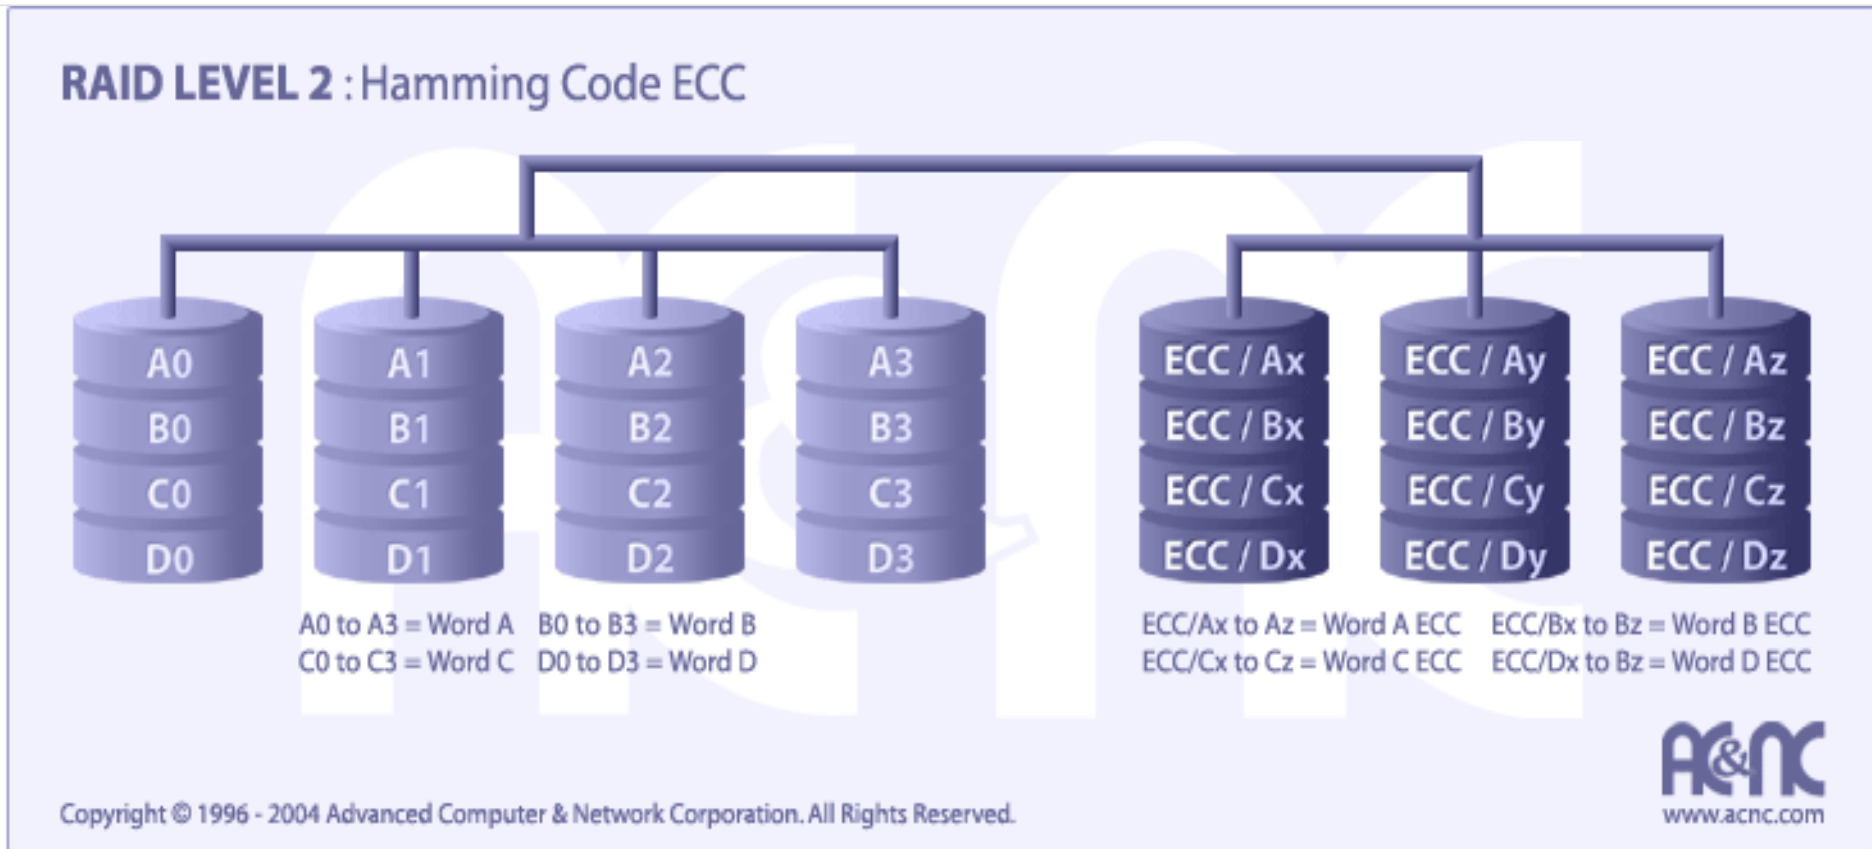 RAID LEVEL 2 : Hamming Code ECC
A0 A1 A2 A3 ECC / Ax ECC / Ay ECC / Az
B0 B1 B2 B3 ECC / Bx ECC / By ECC / Bz
C0 C1 C2 C3 ECC / Cx ECC / Cy ECC / Cz
D0 D1 D2 D3 ECC / Dx ECC / Dy ECC / Dz
A0 to A3 = Word A B0 to B3 = Word B
C0 to C3 = Word C D0 to D3 = Word D
ECC/Ax to Az = Word A ECC ECC/Bx to Bz = Word B ECC
ECC/Cx to Cz = Word C ECC ECC/Dx to Bz = Word D ECC
AC&NC
www.acnc.com
Copyright © 1996 - 2004 Advanced Computer & Network Corporation. All Rights Reserved.